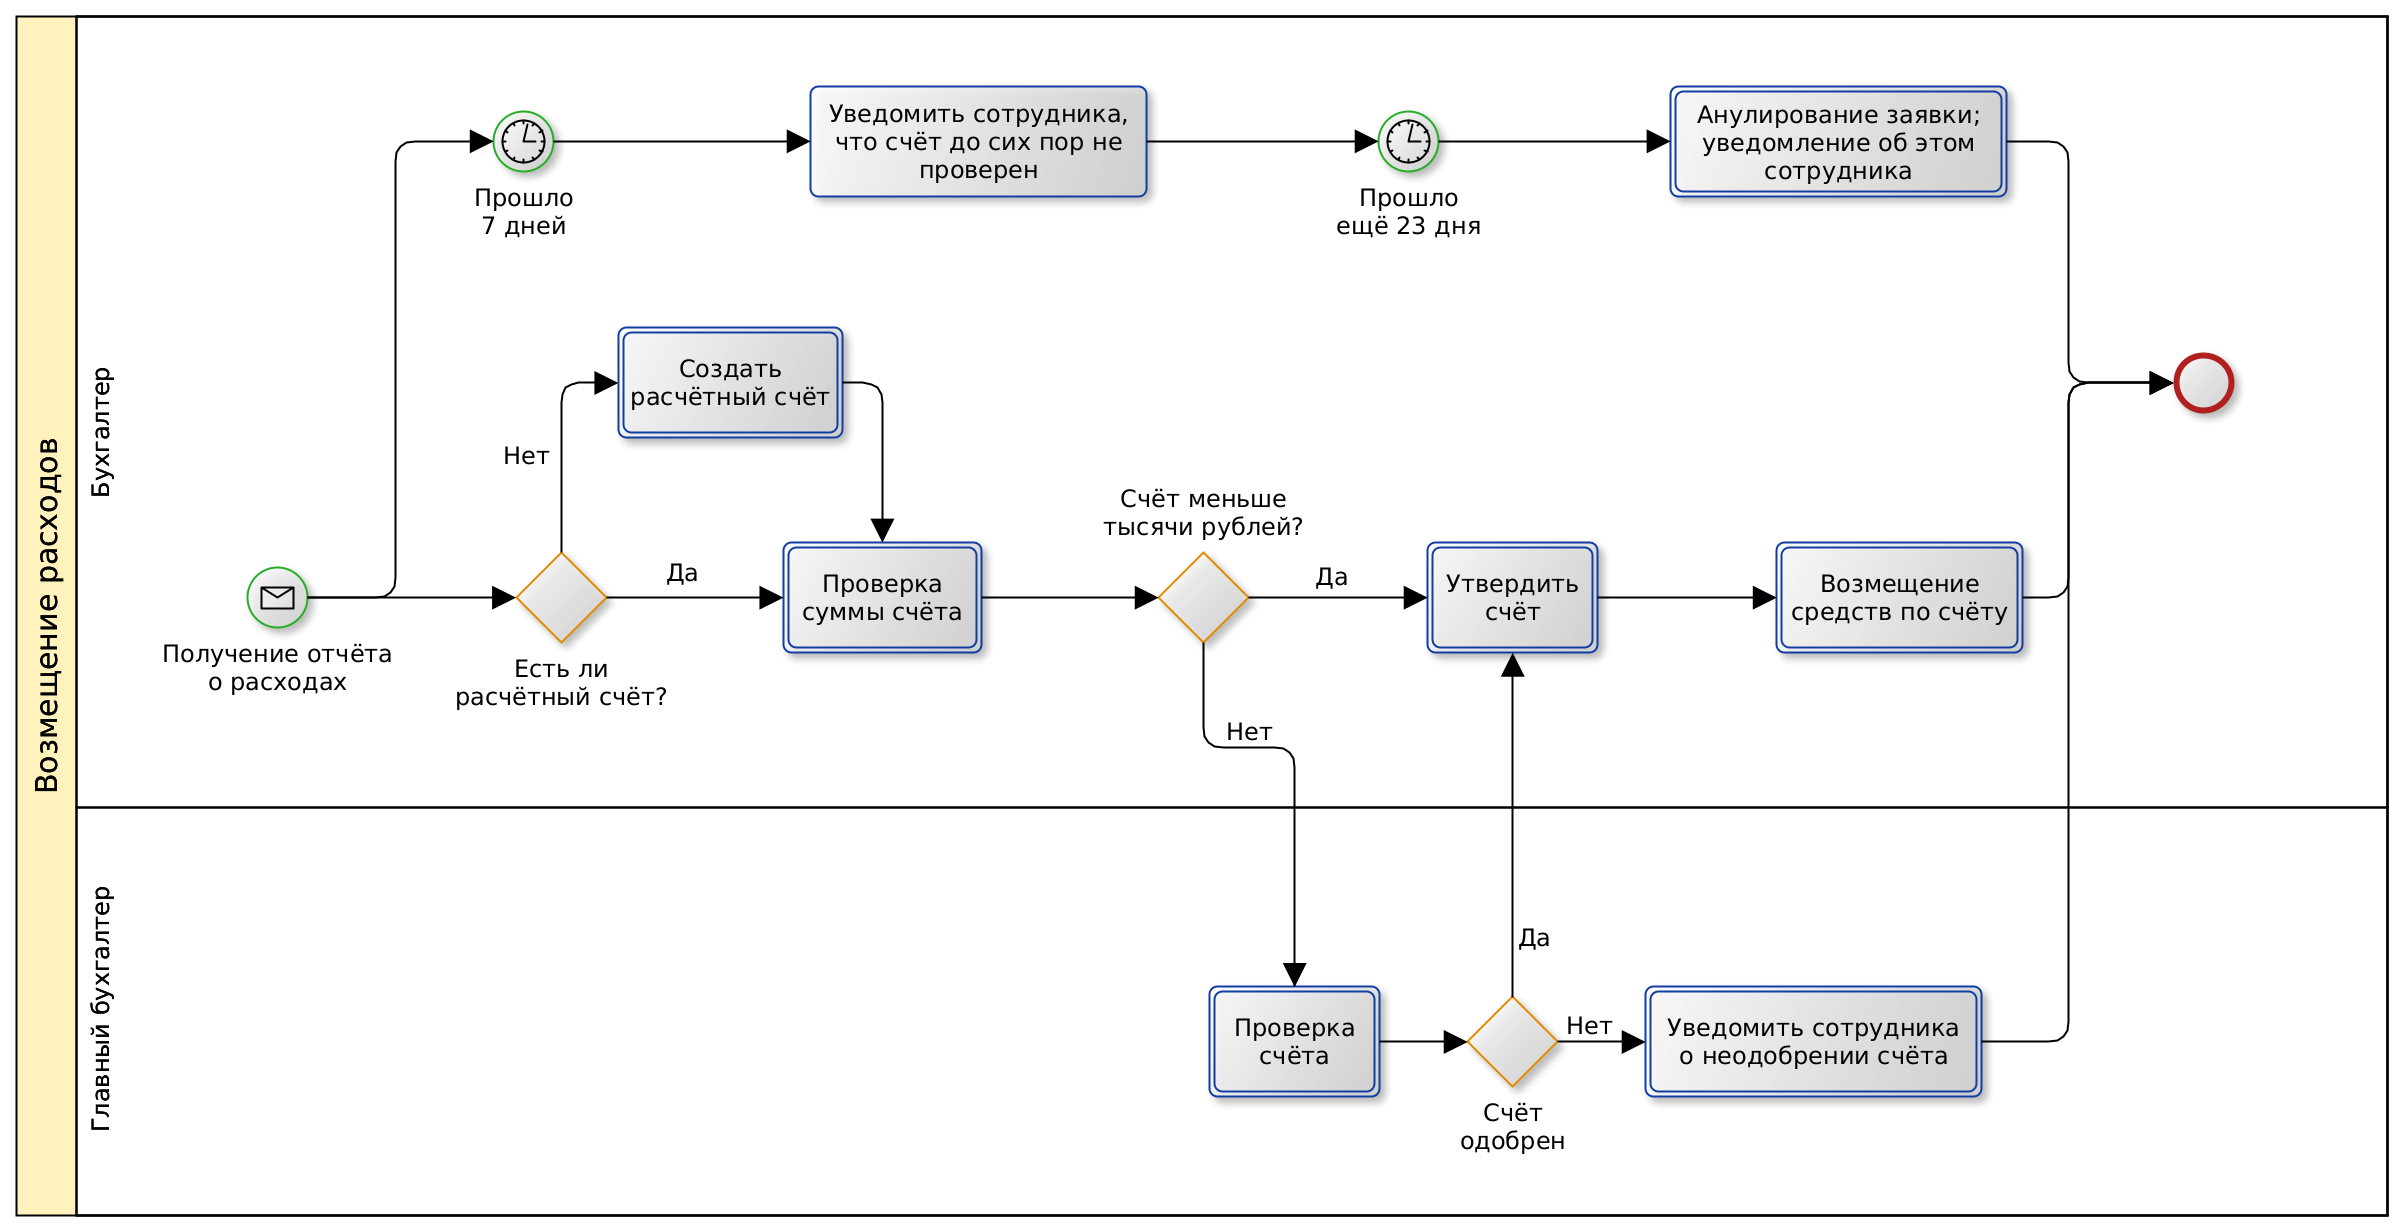 Возмещение расходов
Бухгалтер
Уведомить сотрудника,
что счёт до сих пор не
проверен
Анулирование заявки;
уведомление об этом
сотрудника
Прошло
7 дней
Прошло
ещё 23 дня
Создать
расчётный счёт
Нет
Счёт меньше
тысячи рублей?
Да
Проверка
суммы счёта
Да
Утвердить
счёт
Возмещение
средств по счёту
Получение отчёта
о расходах
Есть ли
расчётный счёт?
Нет
Главный бухгалтер
Да
Проверка
счёта
Нет
Уведомить сотрудника
о неодобрении счёта
Счёт
одобрен